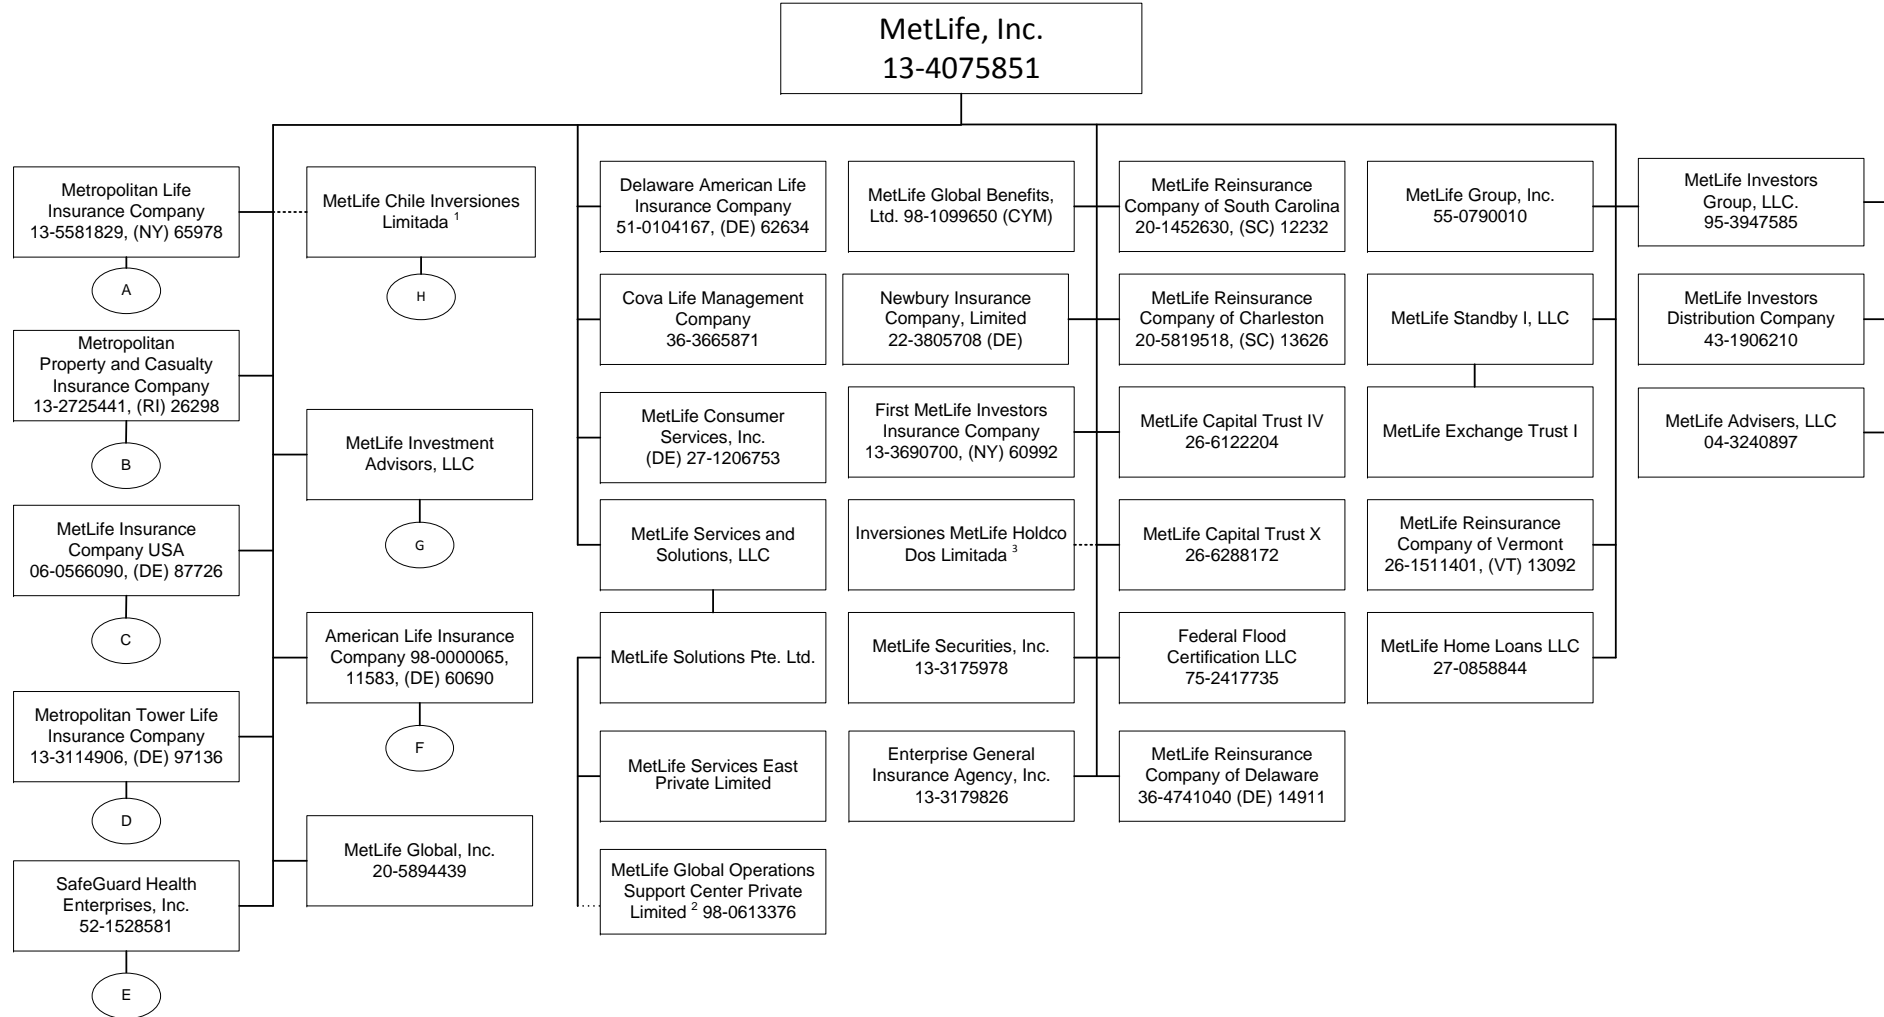 MetLife, Inc.
13-4075851
Metropolitan Life
Insurance Company
13-5581829, (NY) 65978
A
Metropolitan
Property and Casualty
Insurance Company
13-2725441, (RI) 26298
B
MetLife Insurance
Company USA
06-0566090, (DE) 87726
C
Metropolitan Tower Life
Insurance Company
13-3114906, (DE) 97136
D
SafeGuard Health
Enterprises, Inc.
52-1528581
E
MetLife Chile Inversiones
Limitada 1
H
MetLife Investment
Advisors, LLC
G
American Life Insurance
Company 98-0000065,
11583, (DE) 60690
F
MetLife Global, Inc.
20-5894439
Delaware American Life
Insurance Company
51-0104167, (DE) 62634
Cova Life Management
Company
36-3665871
MetLife Consumer
Services, Inc.
(DE) 27-1206753
MetLife Services and
Solutions, LLC
MetLife Solutions Pte. Ltd.
MetLife Services East
Private Limited
MetLife Global Operations
Support Center Private
Limited 2 98-0613376
MetLife Global Benefits,
Ltd. 98-1099650 (CYM)
Newbury Insurance
Company, Limited
22-3805708 (DE)
First MetLife Investors
Insurance Company
13-3690700, (NY) 60992
Inversiones MetLife Holdco
Dos Limitada 3
MetLife Securities, Inc.
13-3175978
Enterprise General
Insurance Agency, Inc.
13-3179826
MetLife Reinsurance
Company of South Carolina
20-1452630, (SC) 12232
MetLife Reinsurance
Company of Charleston
20-5819518, (SC) 13626
MetLife Capital Trust IV
26-6122204
MetLife Capital Trust X
26-6288172
Federal Flood
Certification LLC
75-2417735
MetLife Reinsurance
Company of Delaware
36-4741040 (DE) 14911
MetLife Group, Inc.
55-0790010
MetLife Standby I, LLC
MetLife Exchange Trust I
MetLife Reinsurance
Company of Vermont
26-1511401, (VT) 13092
MetLife Home Loans LLC
27-0858844
MetLife Investors
Group, LLC.
95-3947585
MetLife Investors
Distribution Company
43-1906210
MetLife Advisers, LLC
04-3240897